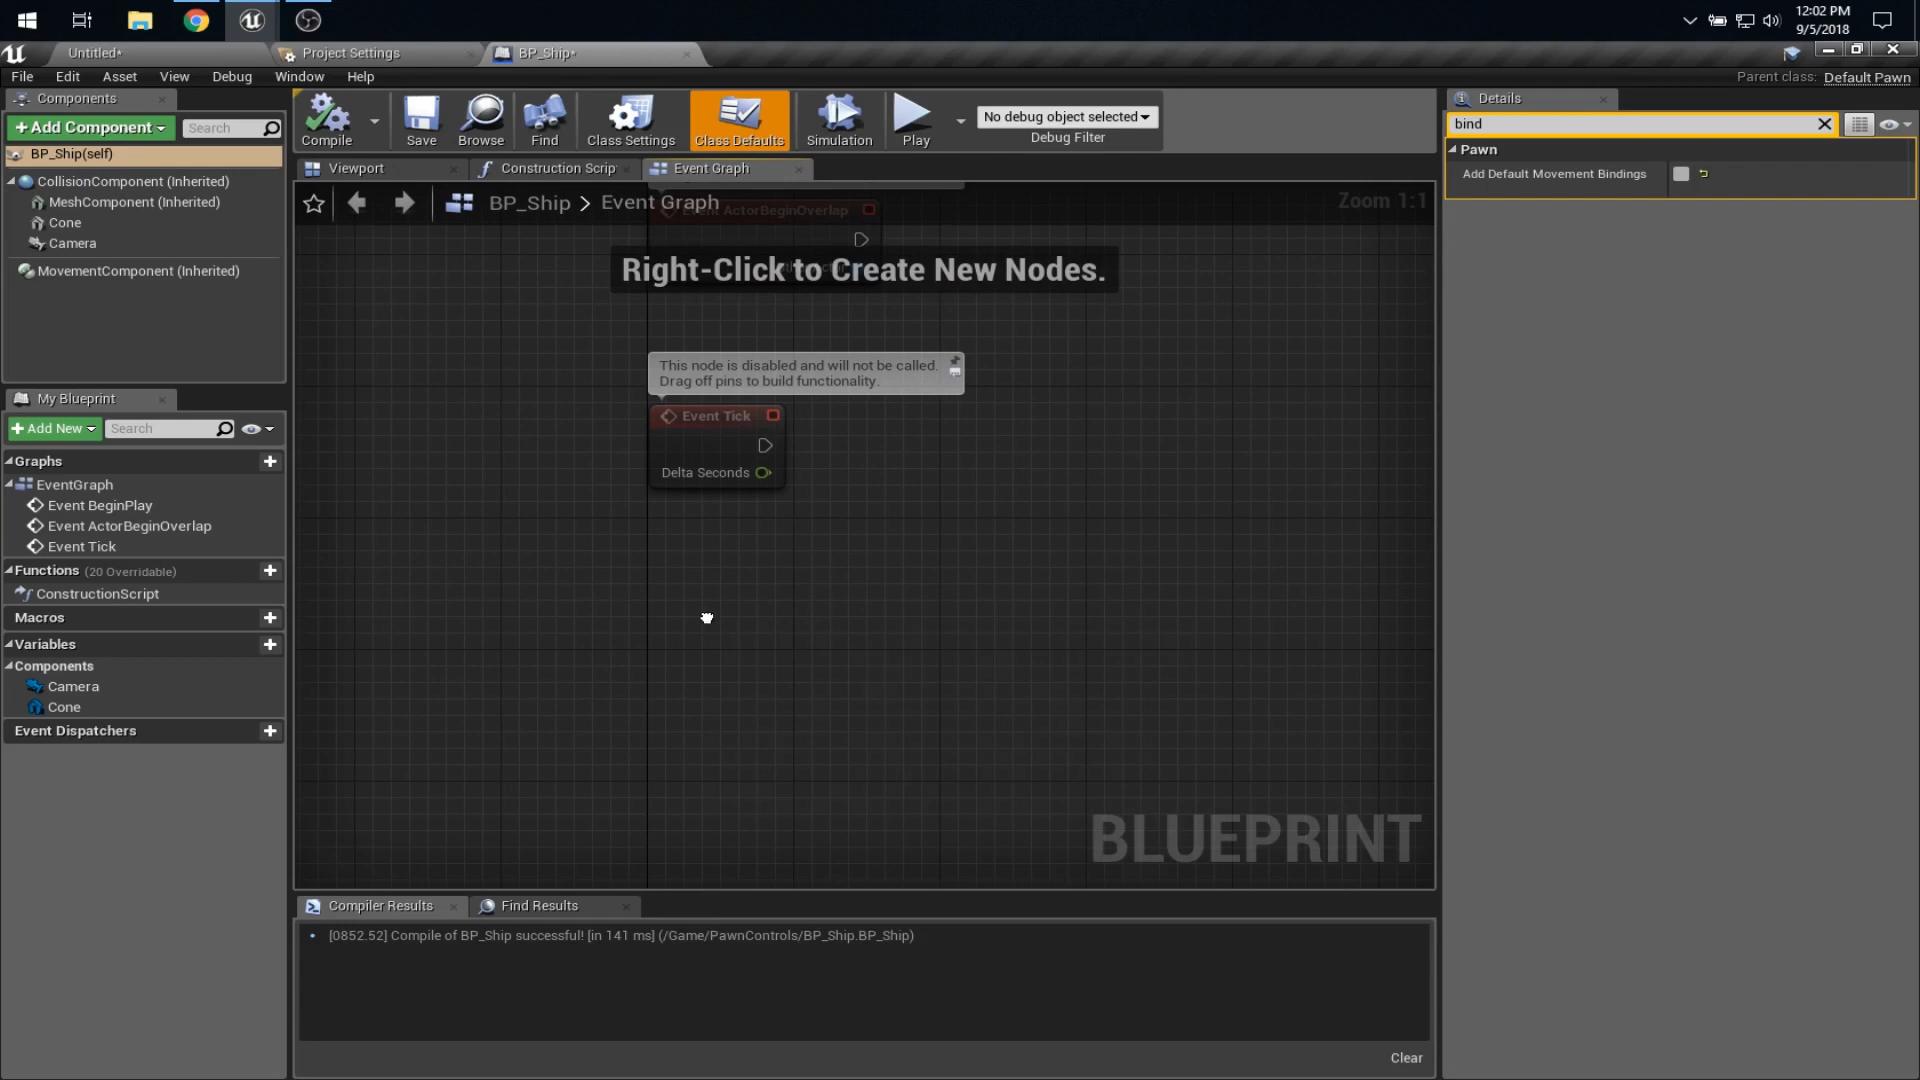 12:02 PM
9/5/2018
Untitled*
Project Settings
BP_Ship*
File Edit Asset View Debug Window Help
Parent class: Default Pawn
Components
+Add Component
Search
BP_Ship(self)
CollisionComponent (Inherited)
MeshComponent (Inherited)
Cone
Camera
MovementComponent (Inherited)
My Blueprint
+Add New
Search
Graphs
EventGraph
Event BeginPlay
Event ActorBeginOverlap
Event Tick
Functions (20 Overridable)
ConstructionScript
Macros
Variables
Components
Camera
Cone
Event Dispatchers
Compile
Save
Browse
Find
Class Settings
Class Defaults
Simulation
Play
No debug object selected
Debug Filter
Viewport
Construction Scrip
Event Graph
BP_Ship > Event Graph
Zoom 1:1
Event ActorBeginOverlap
Right-Click to Create New Nodes.
This node is disabled and will not be called.
Drag off pins to build functionality.
Event Tick
Delta Seconds
BLUEPRINT
Compiler Results
Find Results
[0852.52] Compile of BP_Ship successful! [in 141 ms] (/Game/PawnControls/BP_Ship.BP_Ship)
Clear
Details
bind
Pawn
Add Default Movement Bindings